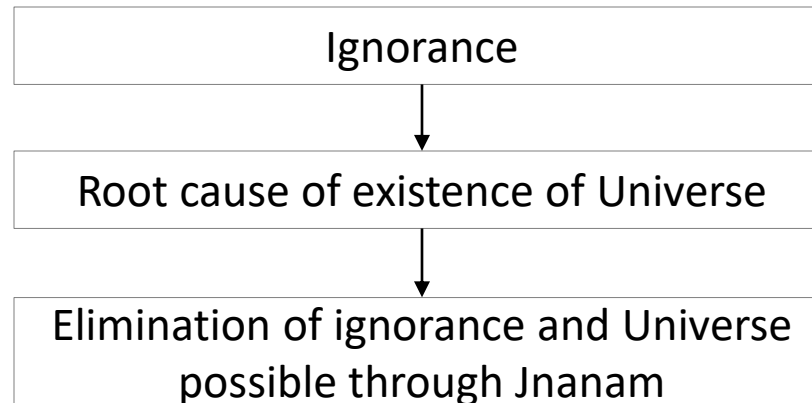 Ignorance
Root cause of existence of Universe
Elimination of ignorance and Universe
possible through Jnanam